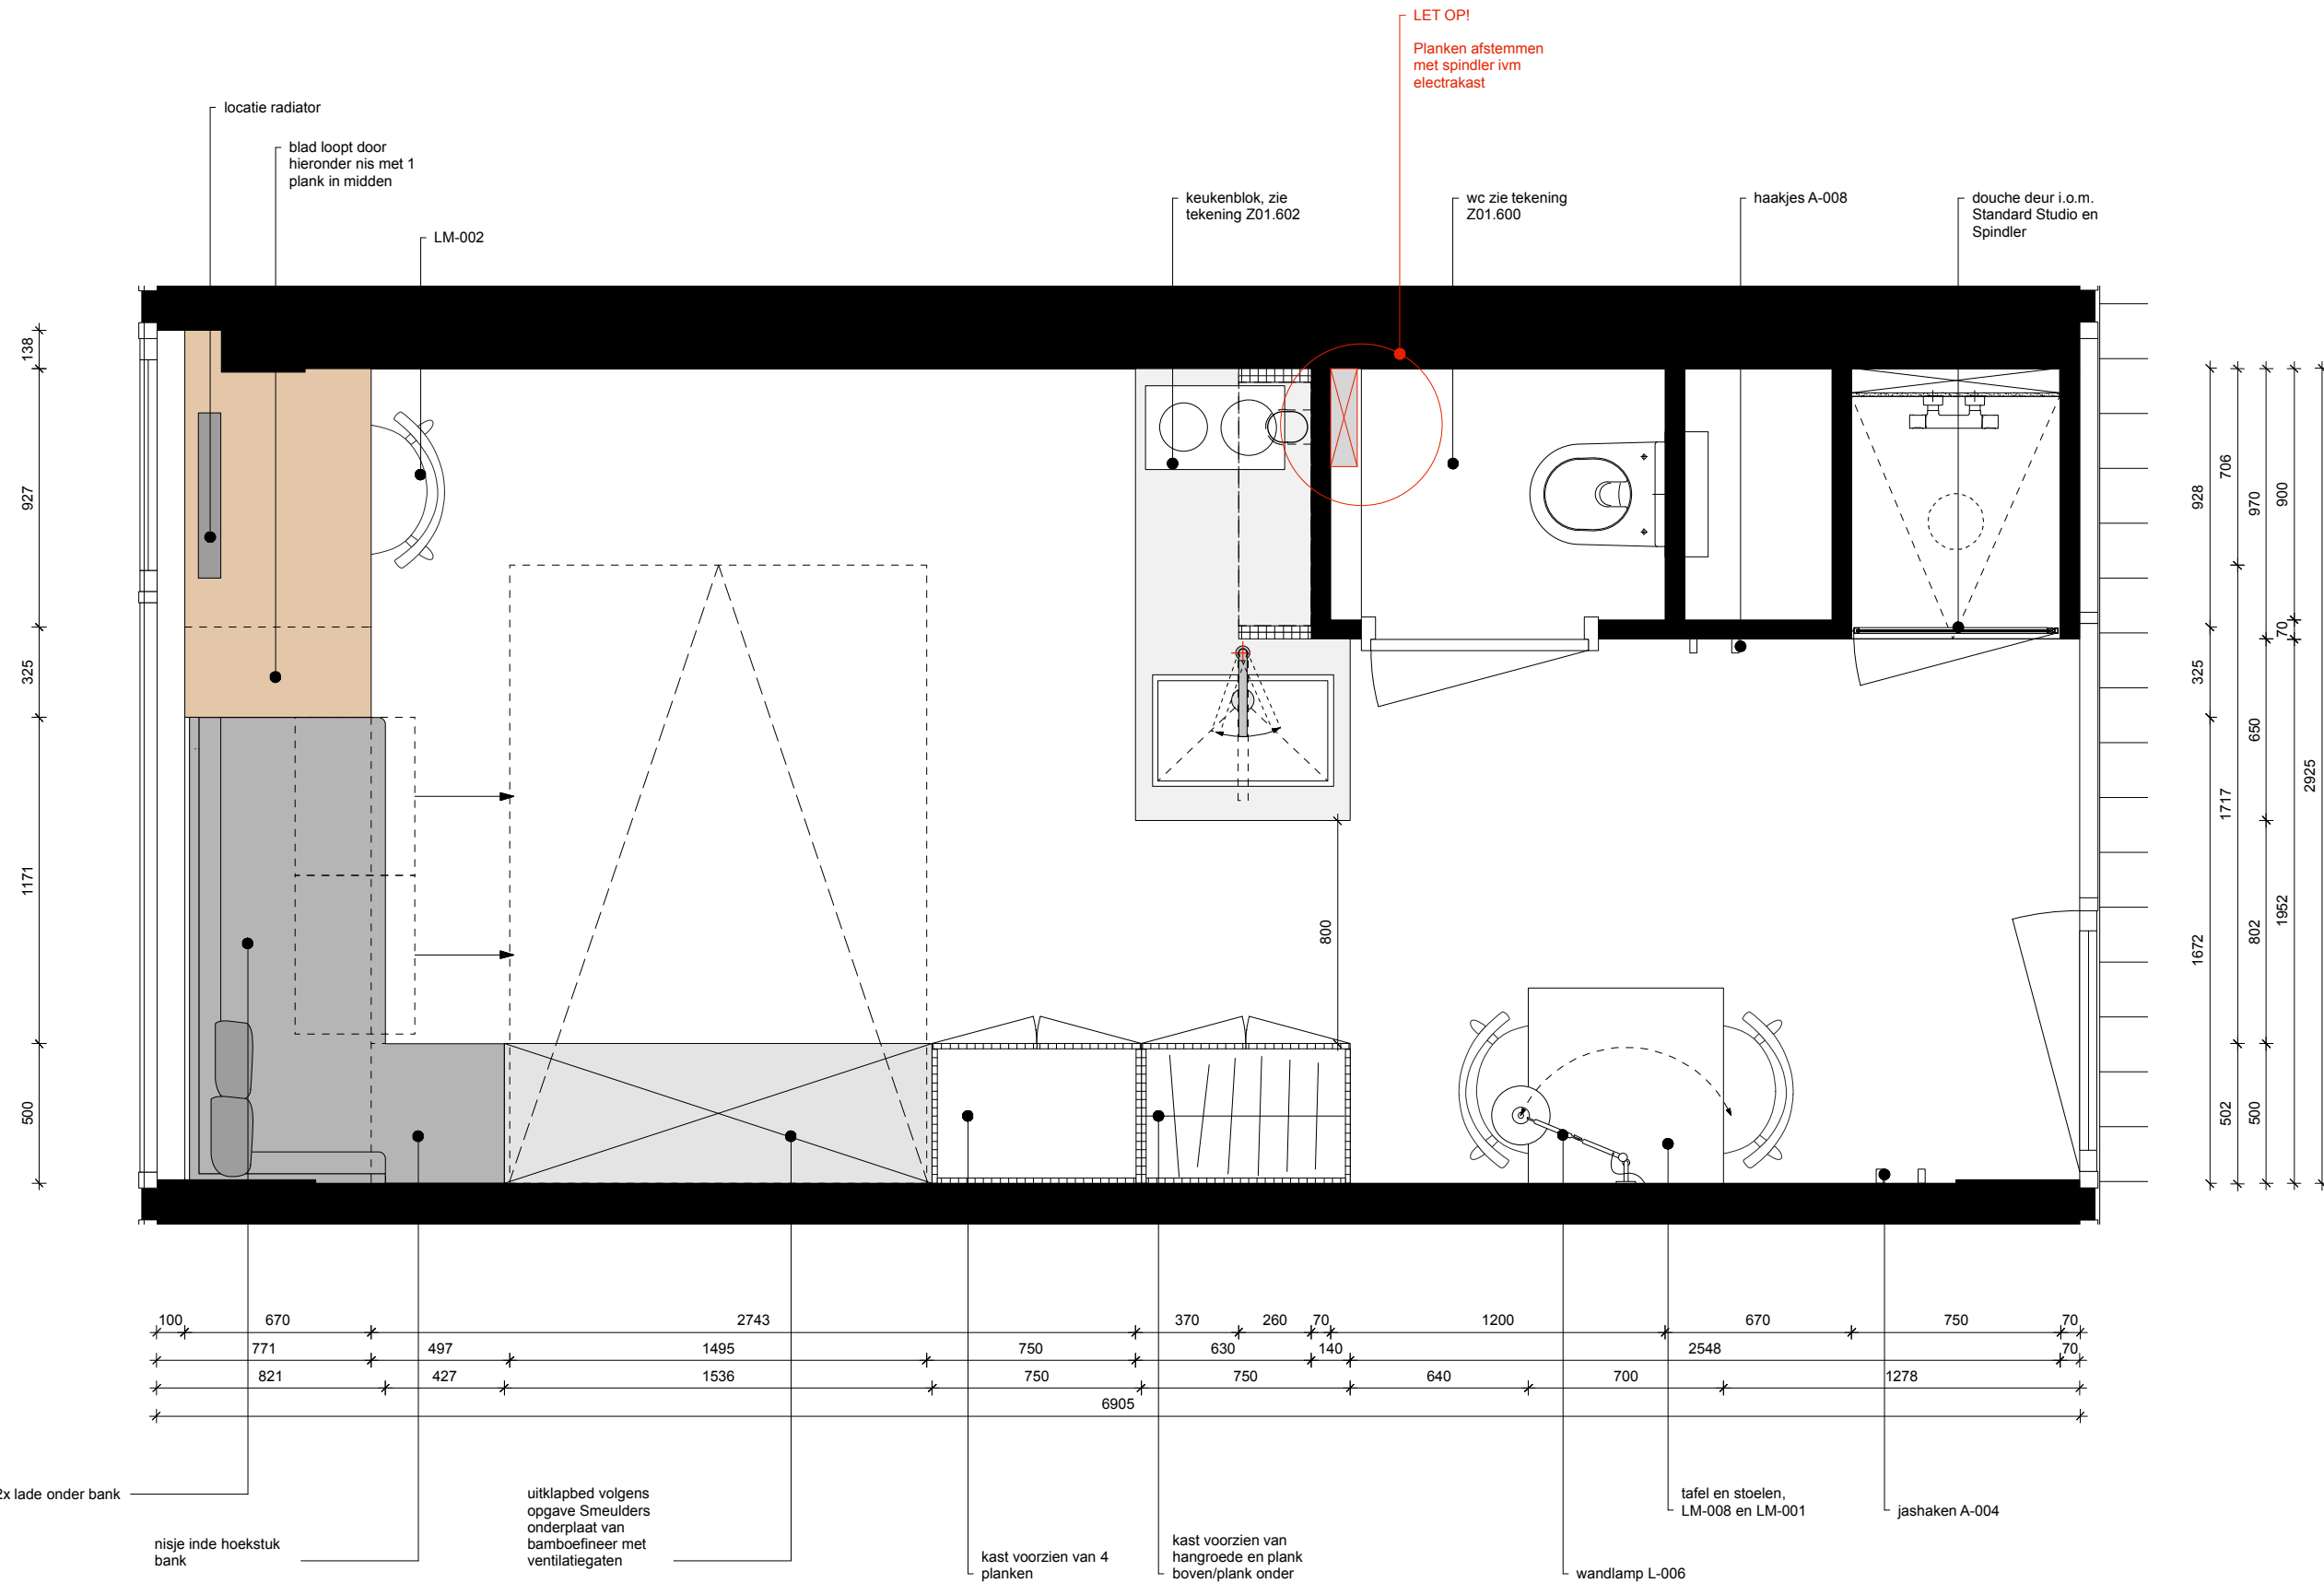 LET OP!
Planken afstemmen
met spindler ivm
electrakast
locatie radiator
blad loopt door
hieronder nis met 1
plank in midden
LM-002
keukenblok, zie
tekening Z01.602
wc zie tekening
Z01.600
haakjes A-008
douche deur i.o.m.
Standard Studio en
Spindler
138
927
325
1171
500
928
325
1672
706
1717
502
970
650
802
500
900
70
1952
2925
800
100
670
2743
370
260
70
1200
670
750
70
771
497
1495
750
630
140
2548
70
821
427
1536
750
750
640
700
1278
6905
2x lade onder bank
nisje inde hoekstuk
bank
uitklapbed volgens
opgave Smeulders
onderplaat van
bamboefineer met
ventilatiegaten
kast voorzien van 4
planken
kast voorzien van
hangroede en plank
boven/plank onder
wandlamp L-006
tafel en stoelen,
LM-008 en LM-001
jashaken A-004